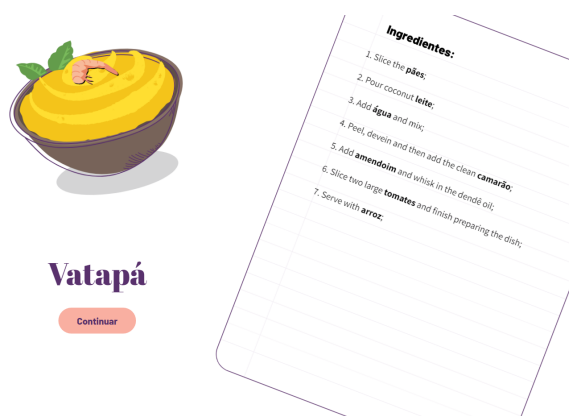 Ingredientes:
1. Slice the pães;
2. Pour coconut leite;
3. Add água and mix;
4. Peel, devein and then add the clean camarão;
5. Add amendoim and whisk in the dendê oil;
6. Slice two large tomates and finish preparing the dish;
7. Serve with arroz;
Vatapá
Continuar